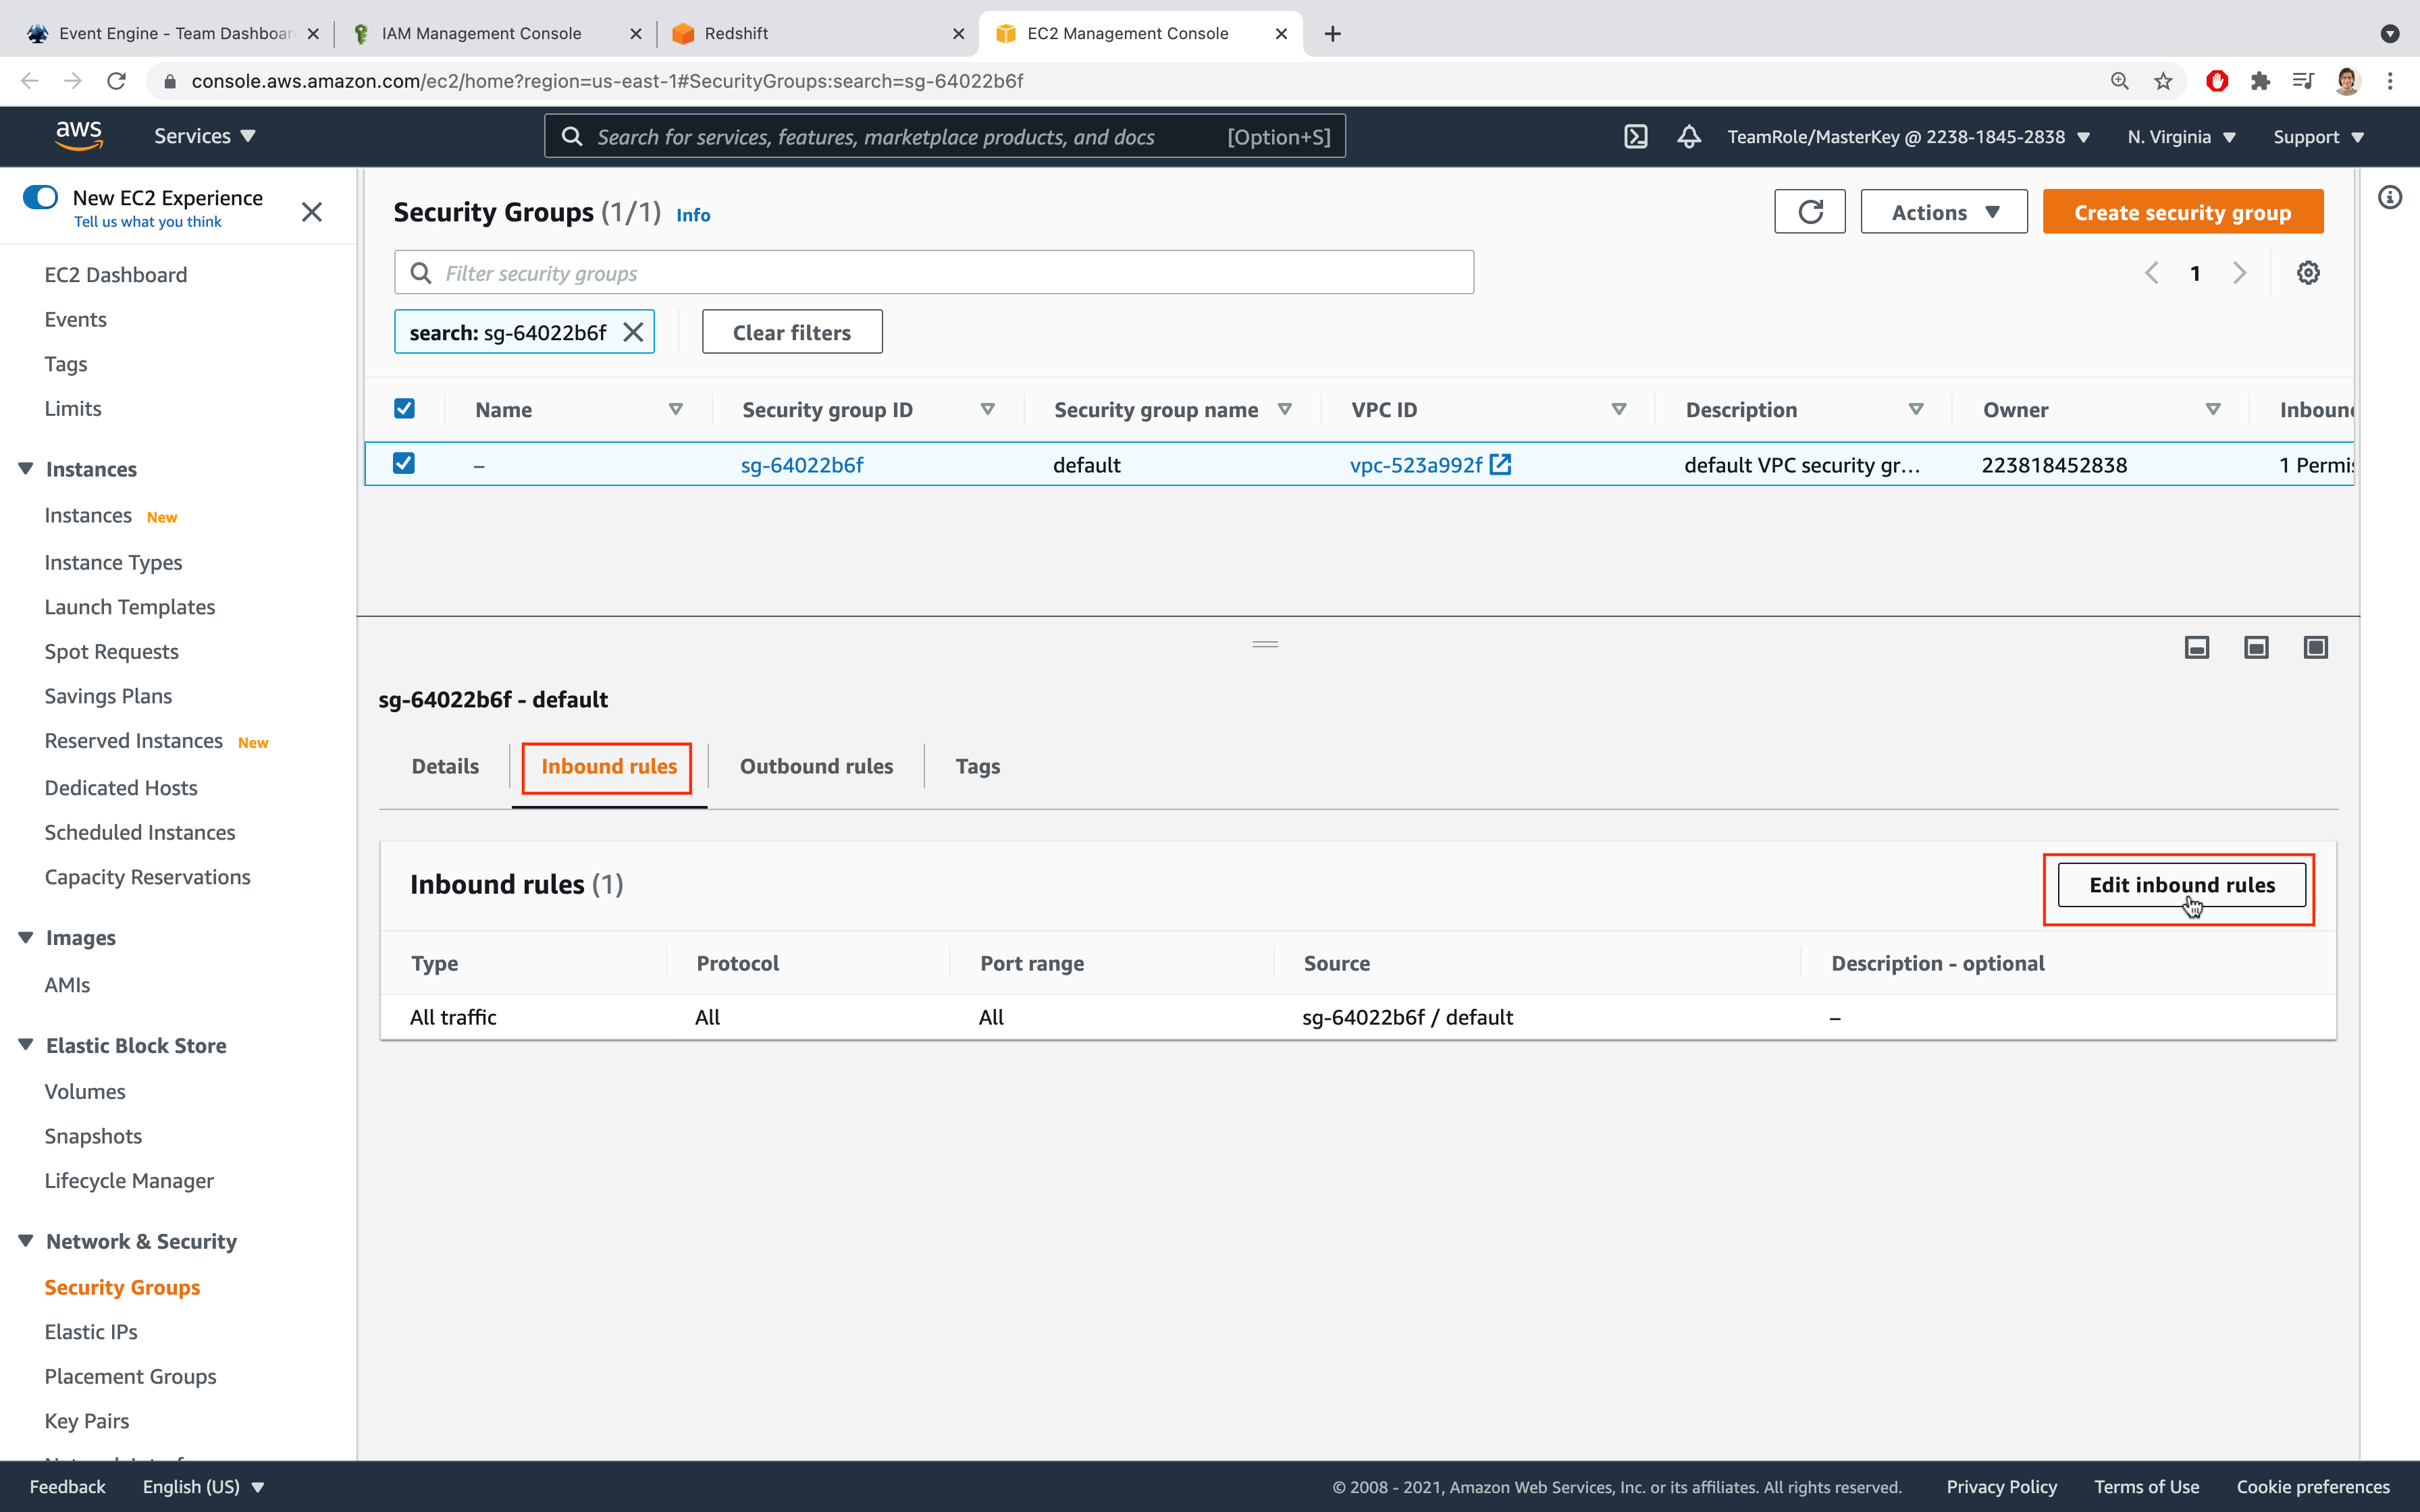 Event Engine - Team Dashboar
IAM Management Console
Redshift
EC2 Management Console
console.aws.amazon.com/ec2/home?region=us-east-1#SecurityGroups:search=sg-64022b6f
aws
Services
Search for services, features, marketplace products, and docs
[Option+S]
TeamRole/MasterKey @ 2238-1845-2838
N. Virginia
Support
New EC2 Experience
Tell us what you think
EC2 Dashboard
Events
Tags
Limits
Instances
Instances New
Instance Types
Launch Templates
Spot Requests
Savings Plans
Reserved Instances New
Dedicated Hosts
Scheduled Instances
Capacity Reservations
Images
AMIs
Elastic Block Store
Volumes
Snapshots
Lifecycle Manager
Network & Security
Security Groups
Elastic IPs
Placement Groups
Key Pairs
Security Groups (1/1) Info
Actions
Create security group
Filter security groups
1
search: sg-64022b6f
Clear filters
Name
Security group ID
Security group name
VPC ID
Description
Owner
Inboun
–
sg-64022b6f
default
vpc-523a992f
default VPC security gr...
223818452838
1 Permis
sg-64022b6f - default
Details
Inbound rules
Outbound rules
Tags
Inbound rules (1)
Edit inbound rules
Type
Protocol
Port range
Source
Description - optional
All traffic
All
All
sg-64022b6f / default
–
Feedback
English (US)
© 2008 - 2021, Amazon Web Services, Inc. or its affiliates. All rights reserved.
Privacy Policy
Terms of Use
Cookie preferences